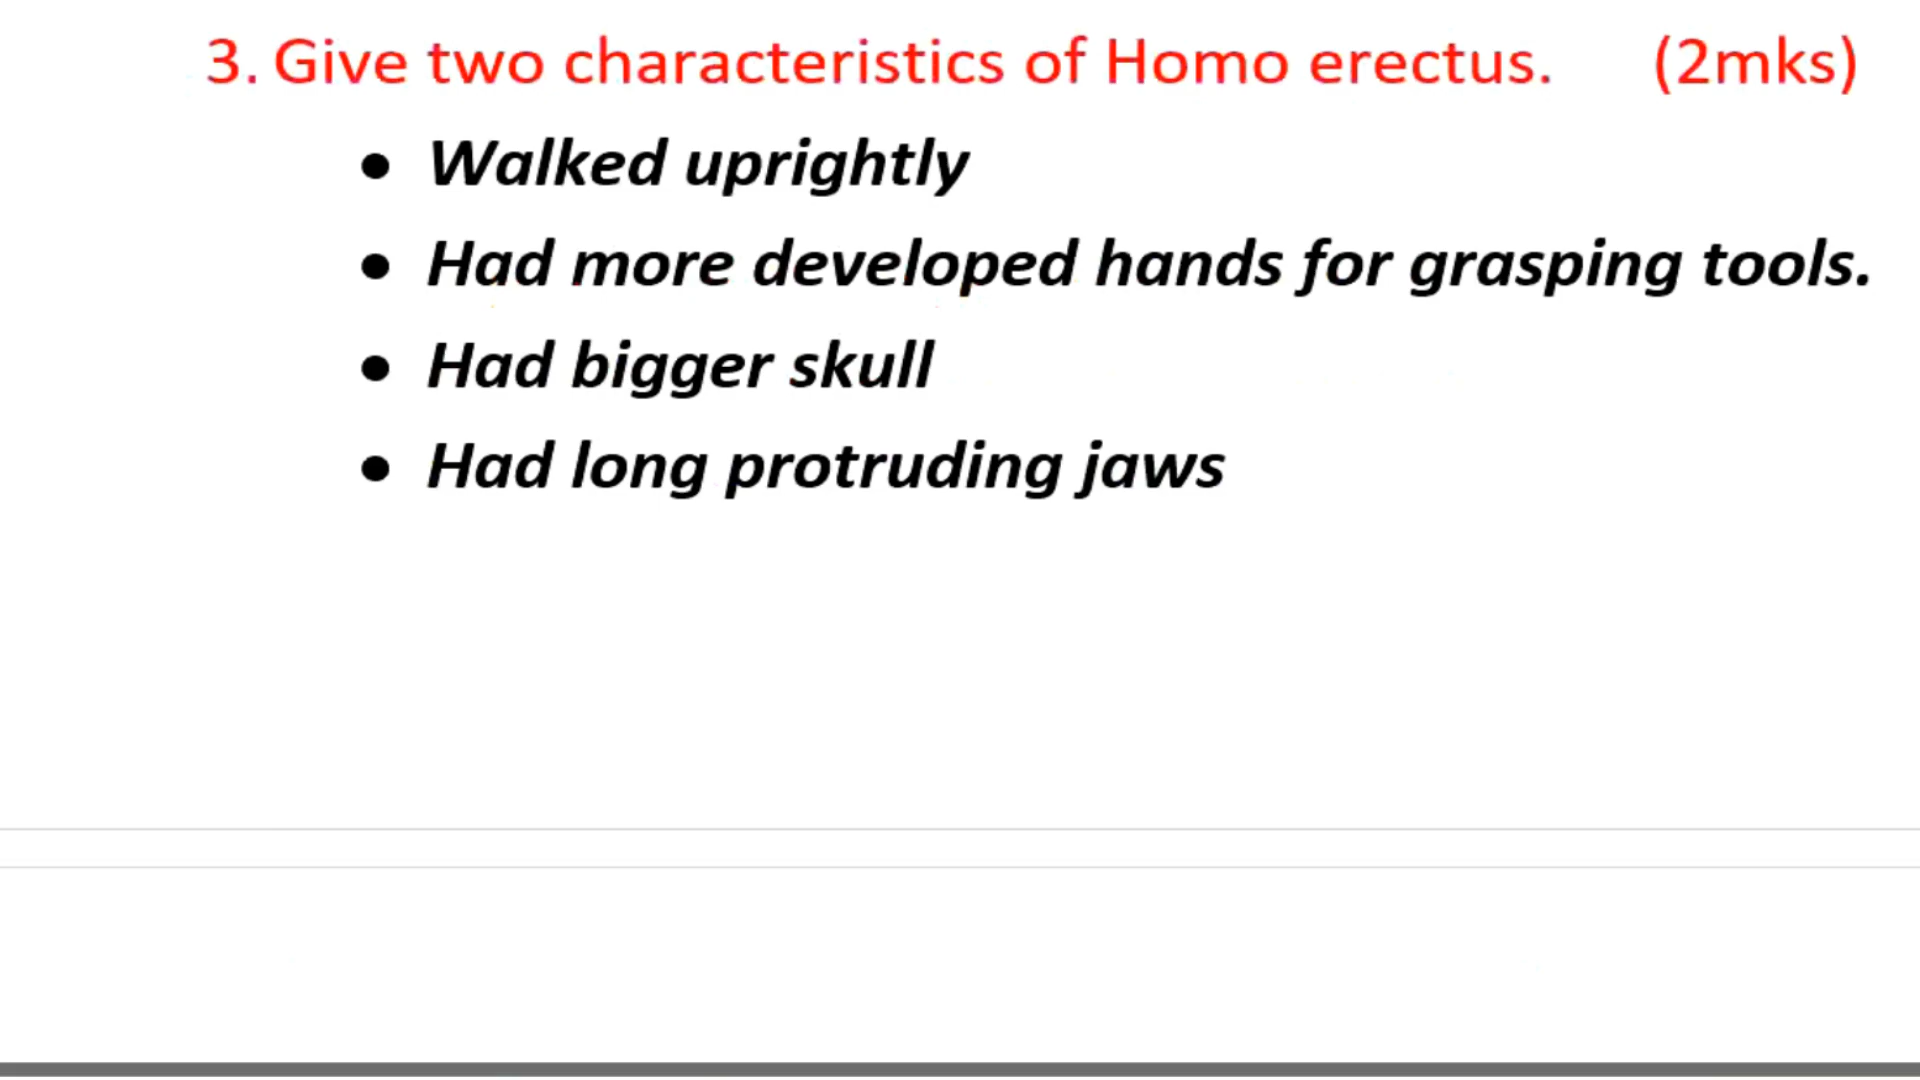 3. Give two characteristics of Homo erectus. (2mks)
● Walked uprightly
● Had more developed hands for grasping tools.
● Had bigger skull
● Had long protruding jaws